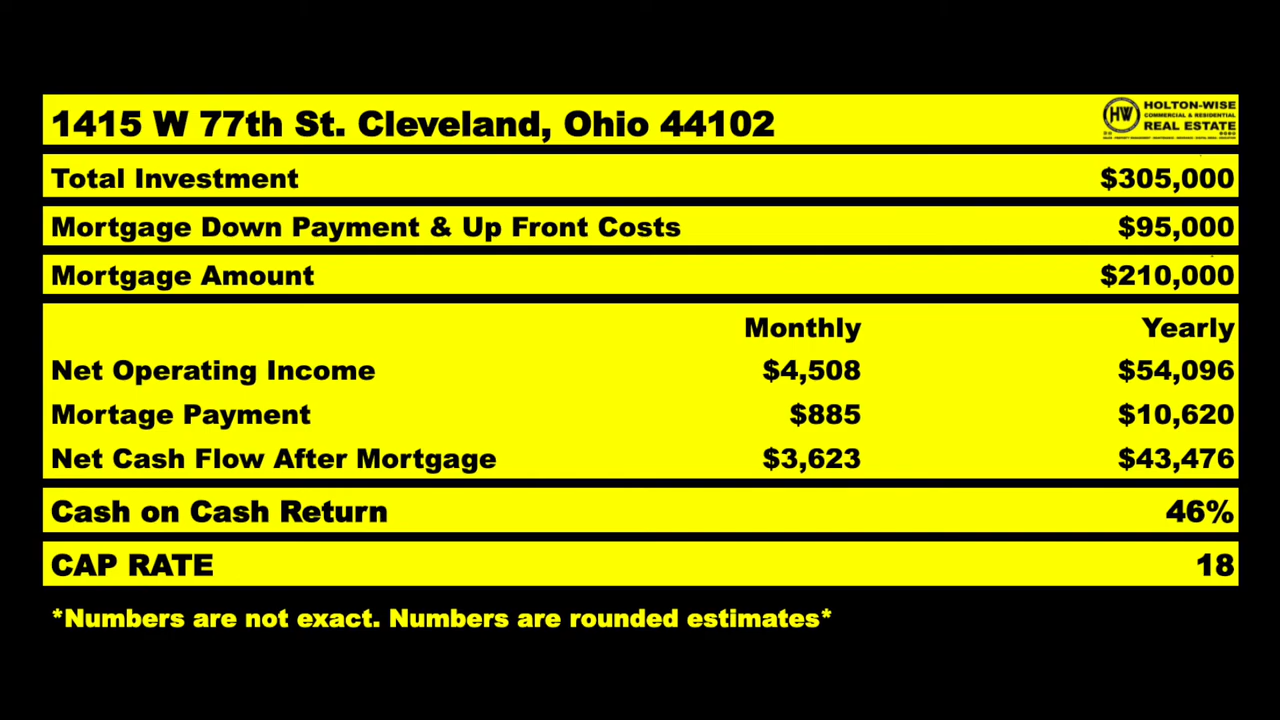 1415 W 77th St. Cleveland, Ohio 44102
HW
HOLTON-WISE
COMMERCIAL & RESIDENTIAL
REAL ESTATE
Total Investment $305,000
Mortgage Down Payment & Up Front Costs $95,000
Mortgage Amount $210,000
Monthly Yearly
Net Operating Income $4,508 $54,096
Mortage Payment $885 $10,620
Net Cash Flow After Mortgage $3,623 $43,476
Cash on Cash Return 46%
CAP RATE 18
*Numbers are not exact. Numbers are rounded estimates*